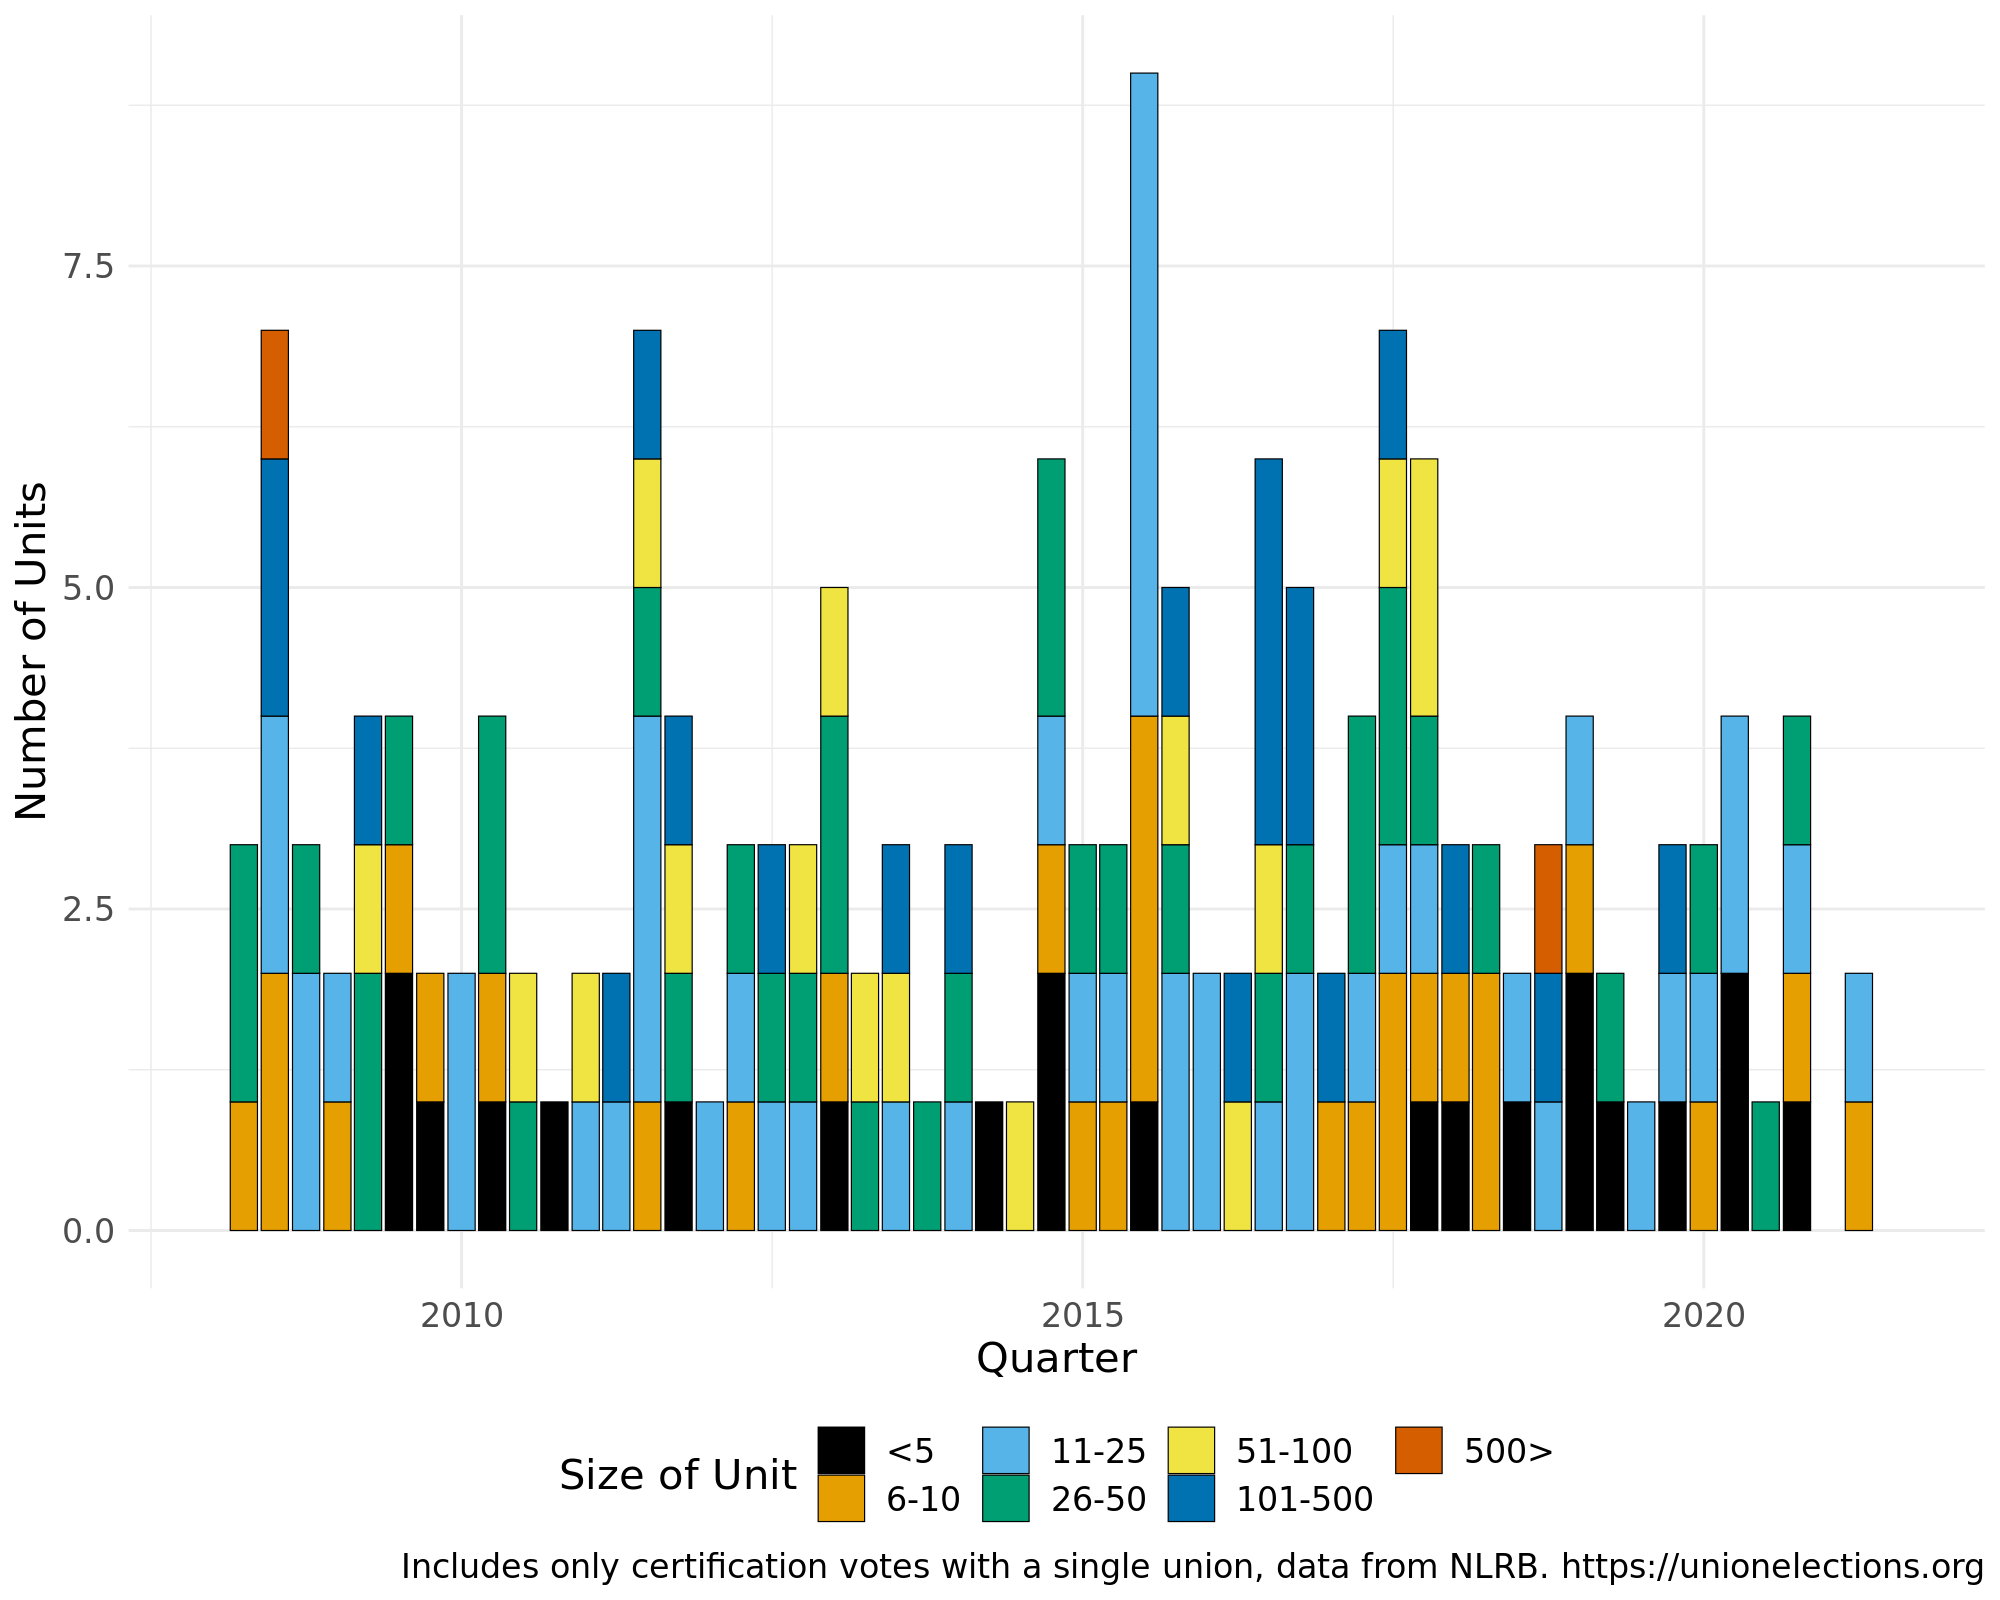 7.5
5.0
2.5
0.0
Number of Units
2010 2015 2020
Quarter
Size of Unit
<5 11-25 51-100 500>
6-10 26-50 101-500
Includes only certification votes with a single union, data from NLRB. https://unionelections.org